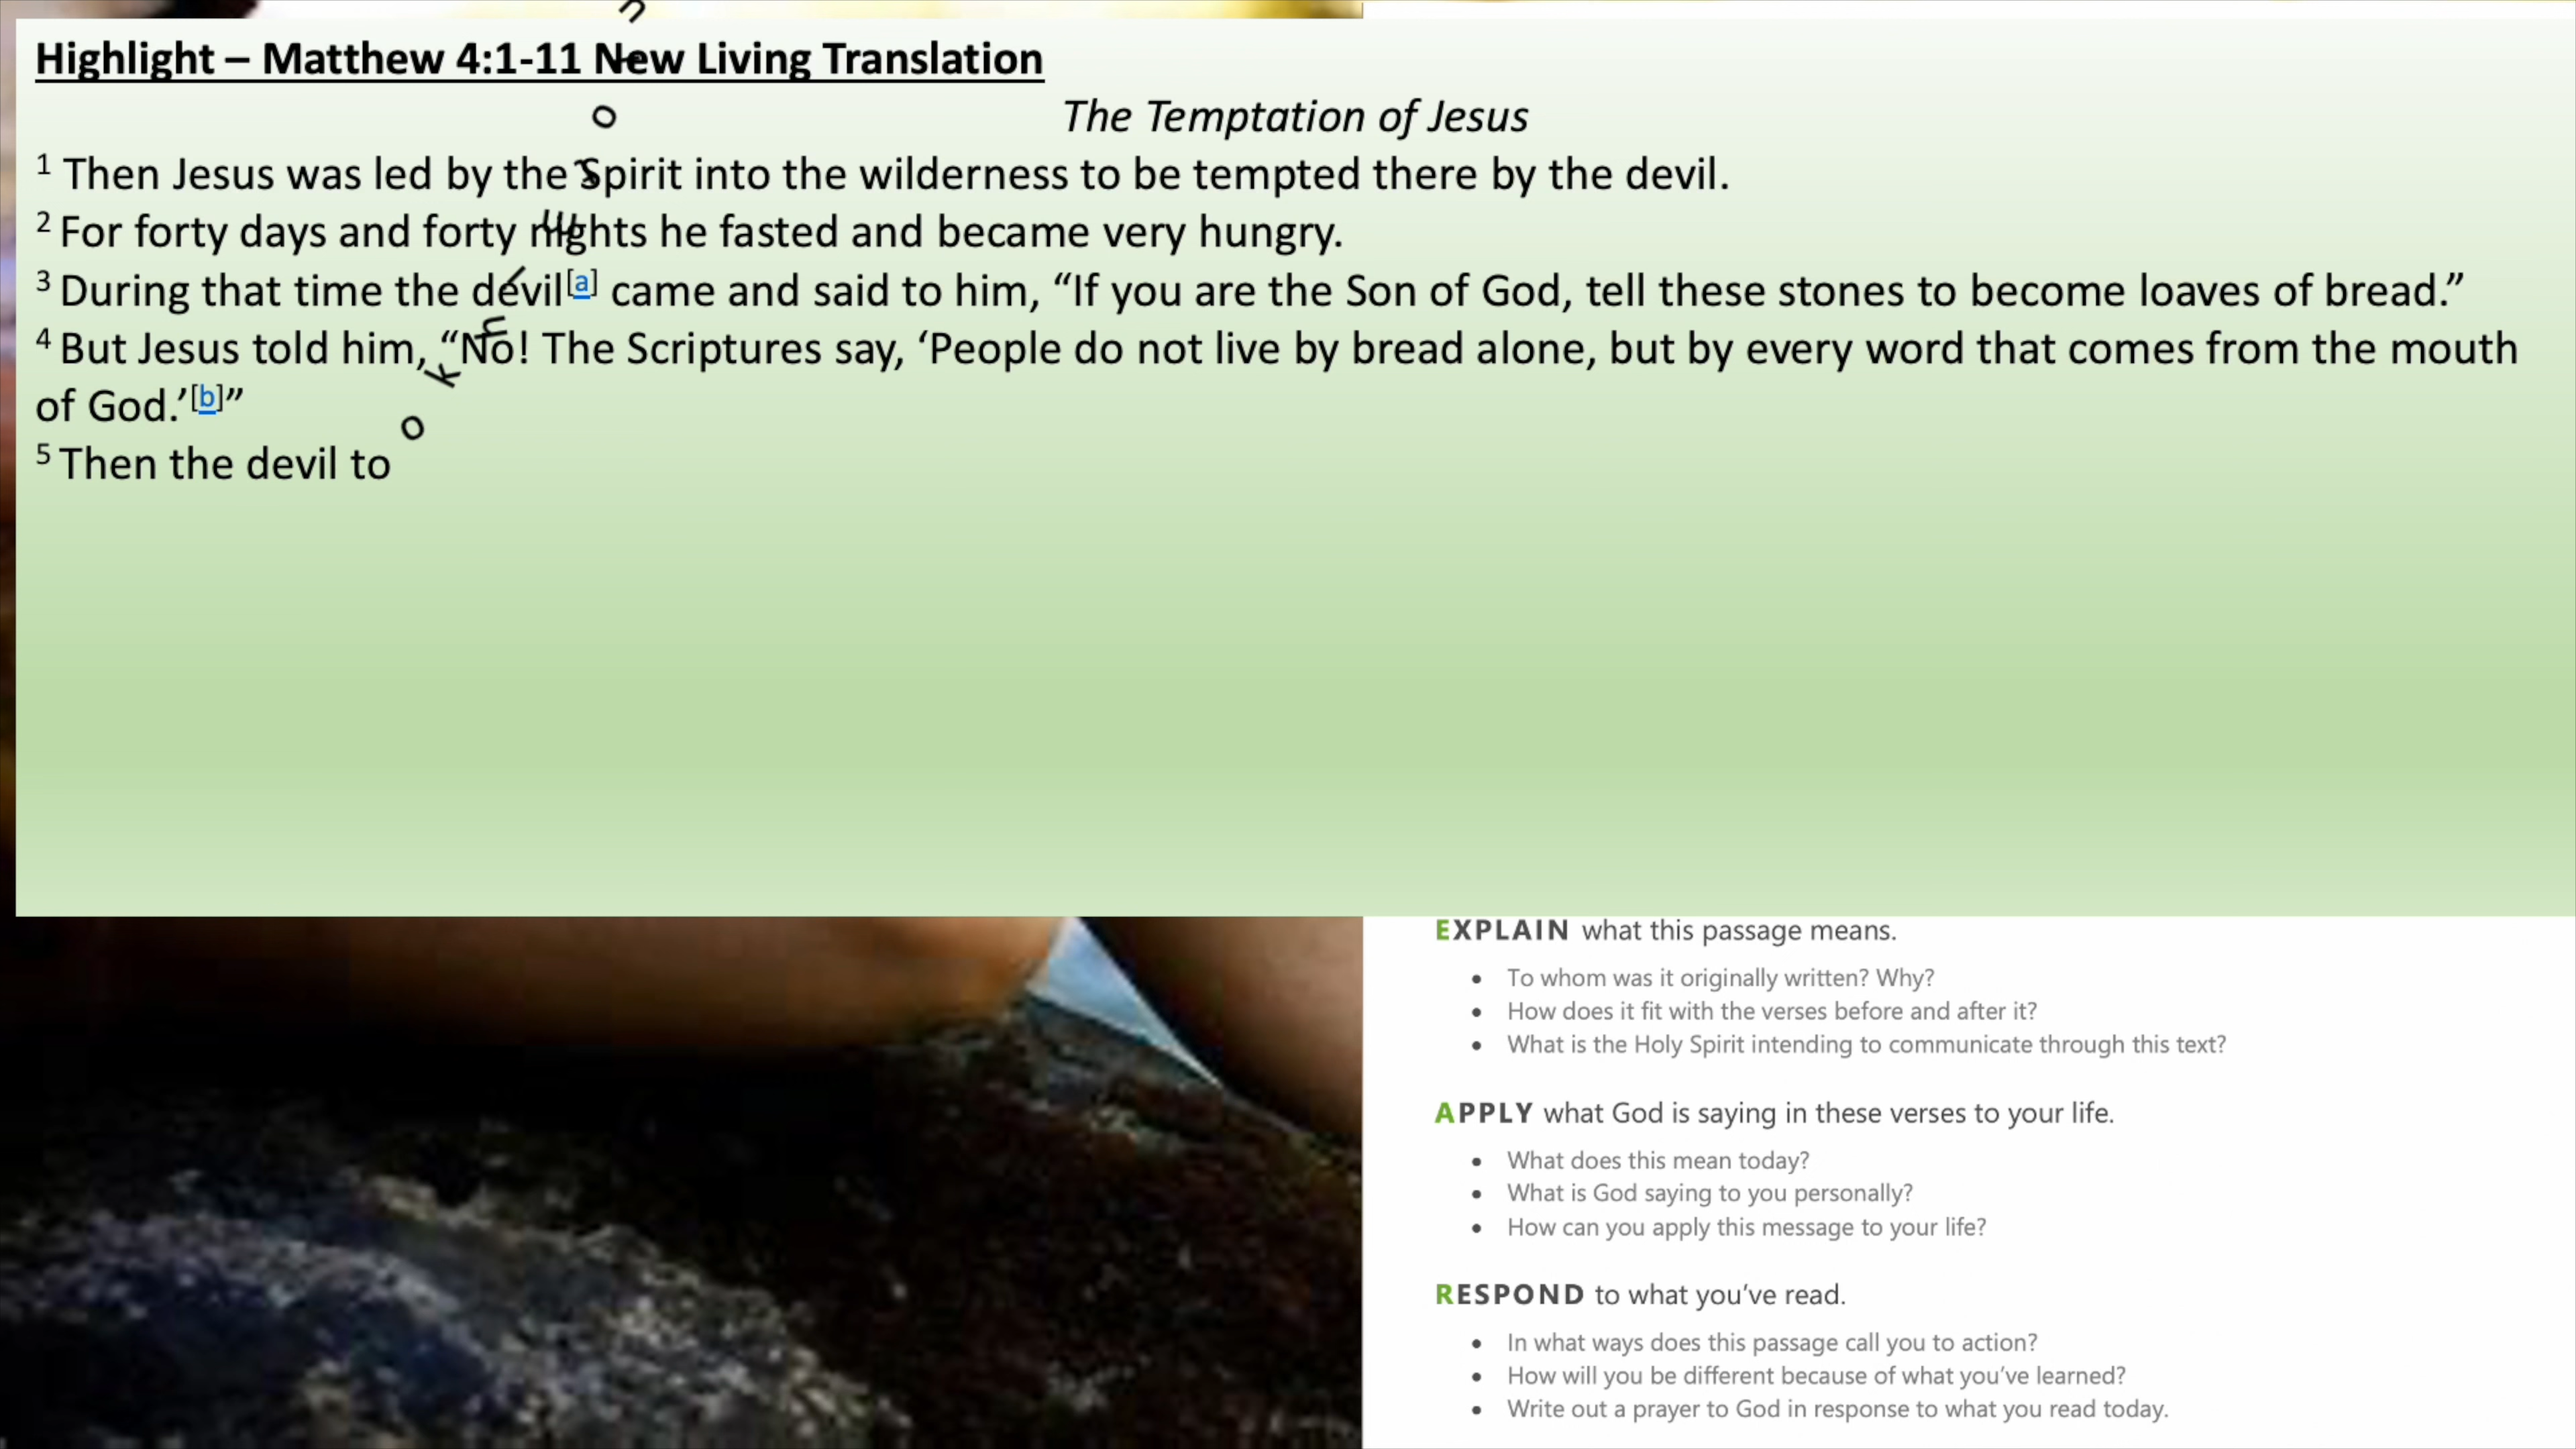 Highlight – Matthew 4:1-11 New Living Translation
The Temptation of Jesus
1 Then Jesus was led by the Spirit into the wilderness to be tempted there by the devil.
2 For forty days and forty nights he fasted and became very hungry.
3 During that time the devil[a] came and said to him, “If you are the Son of God, tell these stones to become loaves of bread.”
4 But Jesus told him, “No! The Scriptures say, ‘People do not live by bread alone, but by every word that comes from the mouth
of God.’[b]”
5 Then the devil to
EXPLAIN what this passage means.
• To whom was it originally written? Why?
• How does it fit with the verses before and after it?
• What is the Holy Spirit intending to communicate through this text?
APPLY what God is saying in these verses to your life.
• What does this mean today?
• What is God saying to you personally?
• How can you apply this message to your life?
RESPOND to what you’ve read.
• In what ways does this passage call you to action?
• How will you be different because of what you’ve learned?
• Write out a prayer to God in response to what you read today.